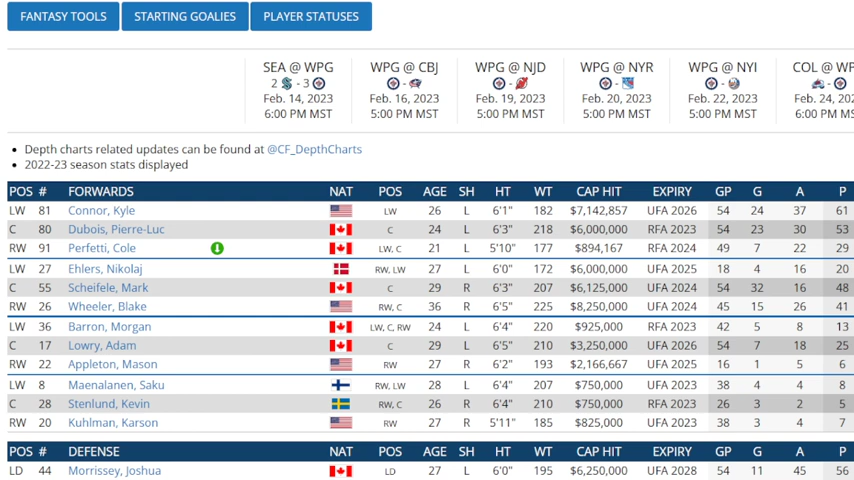 FANTASY TOOLS STARTING GOALIES PLAYER STATUSES
SEA @ WPG WPG @ CBJ WPG @ NJD WPG @ NYR WPG @ NYI COL @ WP
2 - 3 - - - - -
Feb. 14, 2023 Feb. 16, 2023 Feb. 19, 2023 Feb. 20, 2023 Feb. 22, 2023 Feb. 24, 202
6:00 PM MST 5:00 PM MST 5:00 PM MST 5:00 PM MST 5:00 PM MST 6:00 PM MS
• Depth charts related updates can be found at @CF_DepthCharts
• 2022-23 season stats displayed
POS # FORWARDS NAT POS AGE SH HT WT CAP HIT EXPIRY GP G A P
LW 81 Connor, Kyle LW 26 L 6'1" 182 $7,142,857 UFA 2026 54 24 37 61
C 80 Dubois, Pierre-Luc C 24 L 6'3" 218 $6,000,000 RFA 2023 54 23 30 53
RW 91 Perfetti, Cole LW, C 21 L 5'10" 177 $894,167 RFA 2024 49 7 22 29
LW 27 Ehlers, Nikolaj RW, LW 27 L 6'0" 172 $6,000,000 UFA 2025 18 4 16 20
C 55 Scheifele, Mark C 29 R 6'3" 207 $6,125,000 UFA 2024 54 32 16 48
RW 26 Wheeler, Blake RW, C 36 R 6'5" 225 $8,250,000 UFA 2024 45 15 26 41
LW 36 Barron, Morgan LW, C, RW 24 L 6'4" 220 $925,000 RFA 2023 42 5 8 13
C 17 Lowry, Adam C 29 L 6'5" 210 $3,250,000 UFA 2026 54 7 18 25
RW 22 Appleton, Mason RW 27 R 6'2" 193 $2,166,667 UFA 2025 16 1 5 6
LW 8 Maenalanen, Saku RW, LW 28 L 6'4" 207 $750,000 UFA 2023 38 4 4 8
C 28 Stenlund, Kevin RW, C 26 R 6'4" 210 $750,000 RFA 2023 26 3 2 5
RW 20 Kuhlman, Karson RW 27 R 5'11" 185 $825,000 UFA 2023 38 3 4 7
POS # DEFENSE NAT POS AGE SH HT WT CAP HIT EXPIRY GP G A P
LD 44 Morrissey, Joshua LD 27 L 6'0" 195 $6,250,000 UFA 2028 54 11 45 56